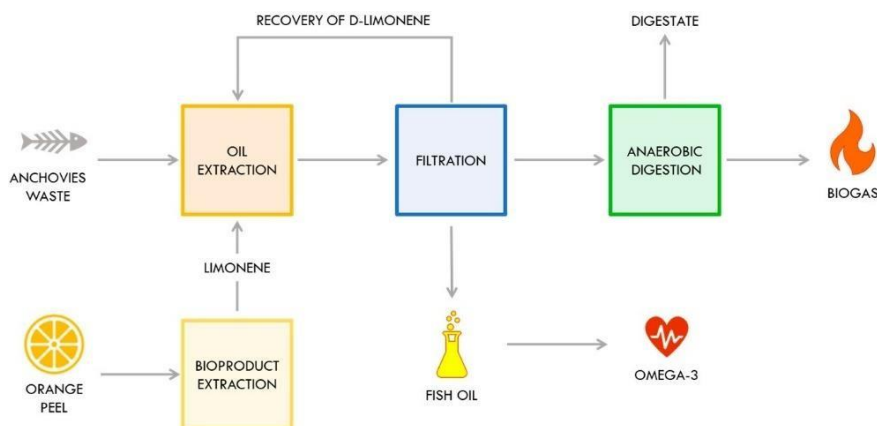 RECOVERY OF D-LIMONENE
DIGESTATE
OIL
EXTRACTION
FILTRATION
ANAEROBIC
DIGESTION
ANCHOVIES
WASTE
BIOGAS
LIMONENE
BIOPRODUCT
EXTRACTION
ORANGE
PEEL
FISH OIL
OMEGA-3